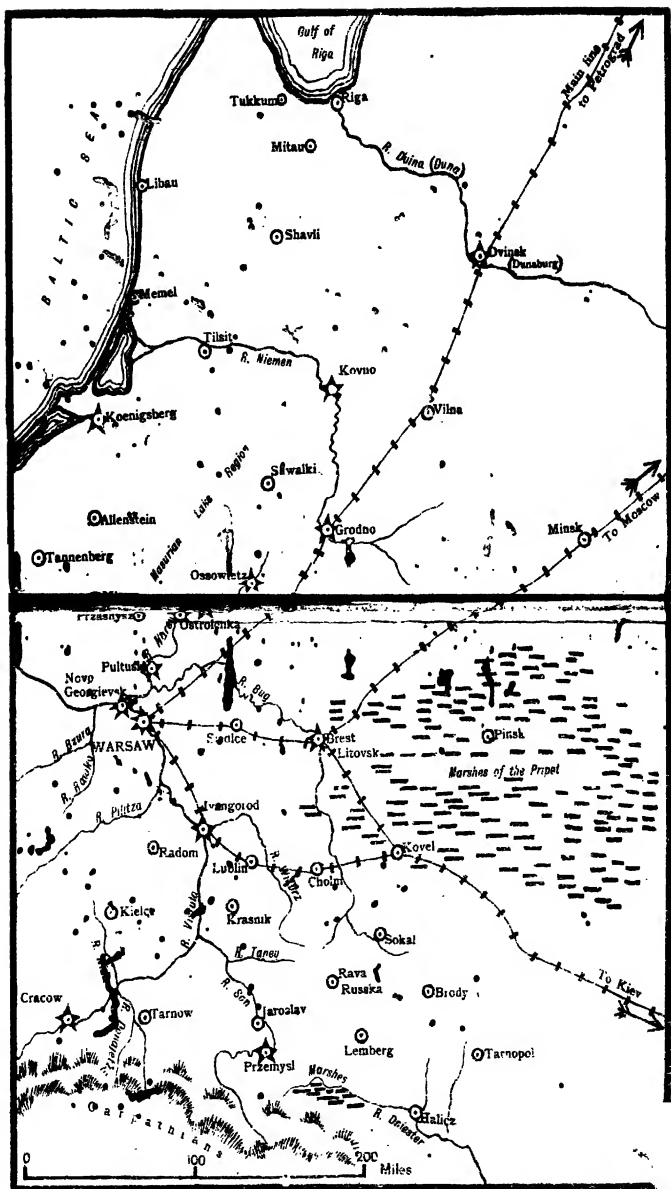 Gulf of
Riga
Main line
to Petrograd
Tukkum
Riga
Mitau
R. Duina (Duna)
BALTIC SEA
Libau
Shavli
Dvinsk
(Dunaburg)
Memel
Tilsit
R. Niemen
Kovno
Koenigsberg
Vilna
Suwalki
Masurian Lake Region
Allenstein
Grodno
Minsk
To Moscow
Tannenberg
Ossowietz
Przasnysz
Ostrolenka
Pultusk
Novo
Georgievsk
R. Bug
R. Bzura
WARSAW
Brest
Litovsk
Pinsk
R. Rawka
Marshes of the Pripet
R. Pilitza
Ivangorod
Radom
Lublin
R. Wieprz
Cholm
Kovel
Kielce
R. Vistula
Krasnik
Sokal
R. Tanev
Rava
Russka
R. San
Brody
To Kiev
Cracow
Tarnow
Jaroslav
Lemberg
Tarnopol
Przemysl
Marshes
R. Dniester
Halicz
Carpathians
0 100 200
Miles